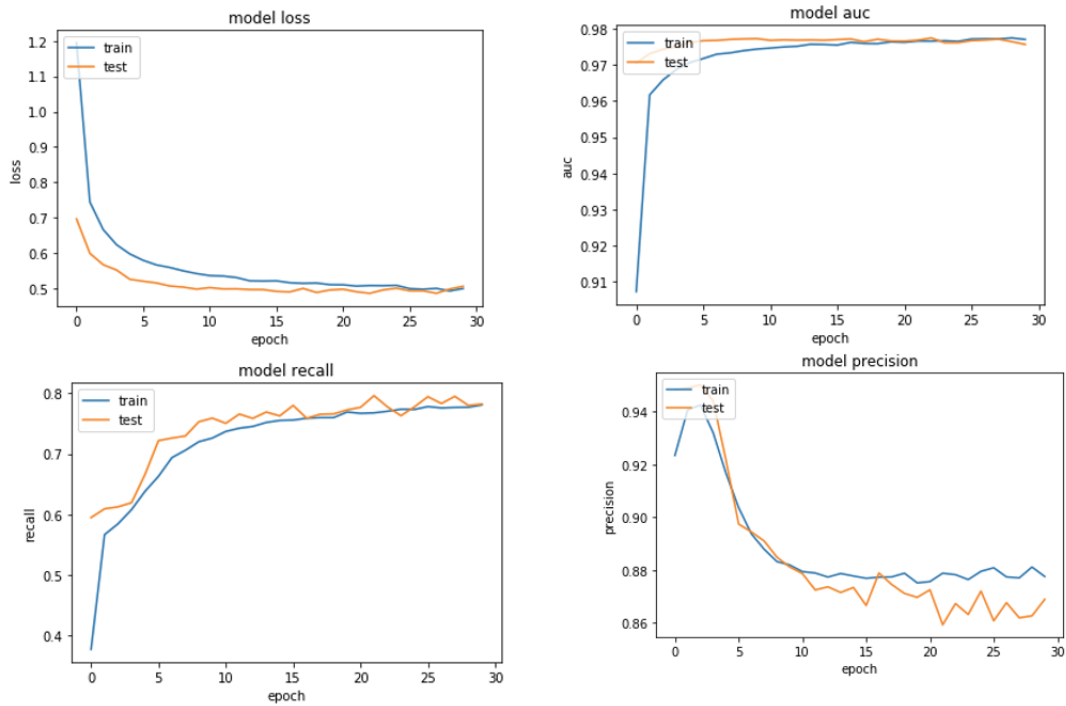 model loss
train
test
1.2
1.1
1.0
0.9
0.8
0.7
0.6
0.5
loss
0 5 10 15 20 25 30
epoch
model auc
train
test
0.98
0.97
0.96
0.95
0.94
0.93
0.92
0.91
auc
0 5 10 15 20 25 30
epoch
model recall
train
test
0.8
0.7
0.6
0.5
0.4
recall
0 5 10 15 20 25 30
epoch
model precision
train
test
0.94
0.92
0.90
0.88
0.86
precision
0 5 10 15 20 25 30
epoch